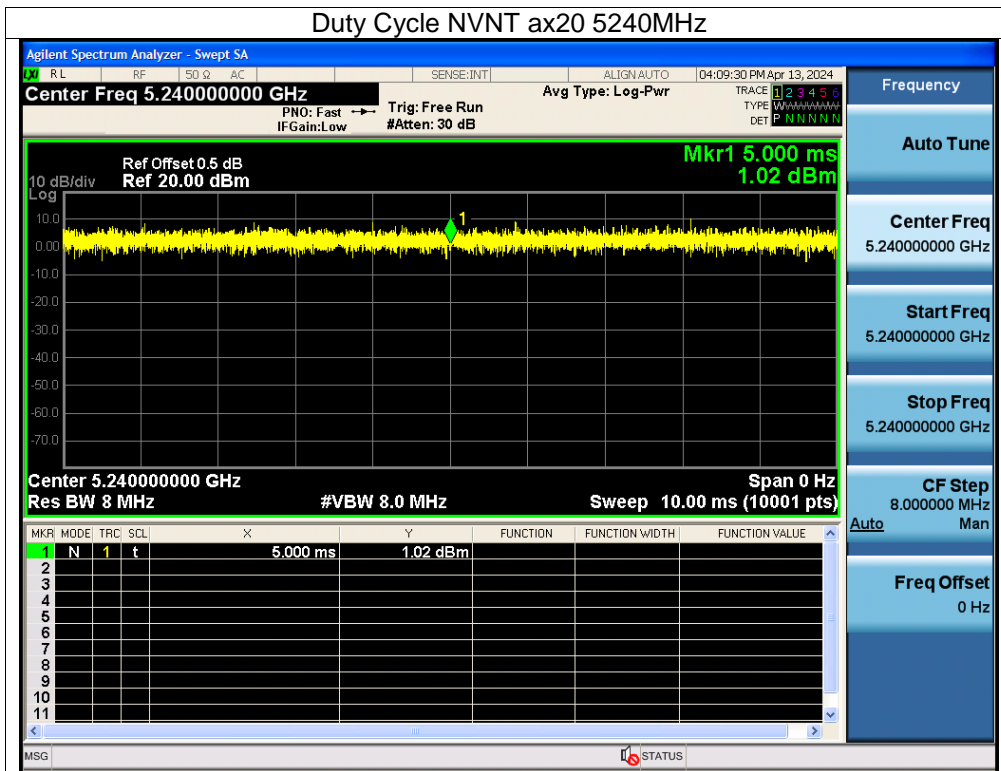 Duty Cycle NVNT ax20 5240MHz
Agilent Spectrum Analyzer - Swept SA
LXI RL RF 50 Ω AC SENSE:INT ALIGN AUTO 04:09:30 PM Apr 13, 2024
Center Freq 5.240000000 GHz
PNO: Fast
IFGain:Low
Trig: Free Run
#Atten: 30 dB
Avg Type: Log-Pwr
TRACE 1 2 3 4 5 6
TYPE WWWWWW
DET P N N N N N
Mkr1 5.000 ms
1.02 dBm
Ref Offset 0.5 dB
10 dB/div Ref 20.00 dBm
Log
10.0
0.00
-10.0
-20.0
-30.0
-40.0
-50.0
-60.0
-70.0
1
Center 5.240000000 GHz Span 0 Hz
Res BW 8 MHz #VBW 8.0 MHz Sweep 10.00 ms (10001 pts)
MKR MODE TRC SCL X Y FUNCTION FUNCTION WIDTH FUNCTION VALUE
1 N 1 t 5.000 ms 1.02 dBm
2
3
4
5
6
7
8
9
10
11
MSG STATUS
Frequency
Auto Tune
Center Freq
5.240000000 GHz
Start Freq
5.240000000 GHz
Stop Freq
5.240000000 GHz
CF Step
8.000000 MHz
Auto Man
Freq Offset
0 Hz